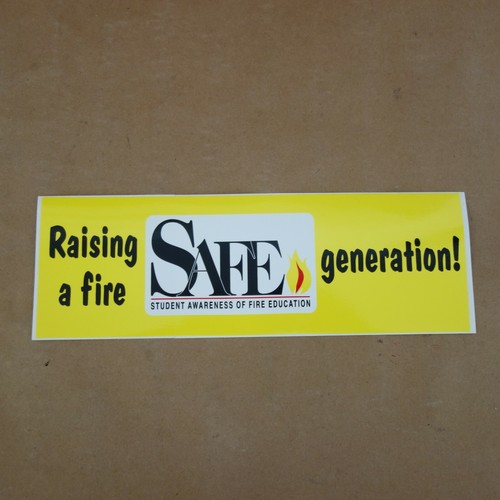 Raising
a fire
SAFE
STUDENT AWARENESS OF FIRE EDUCATION
generation!